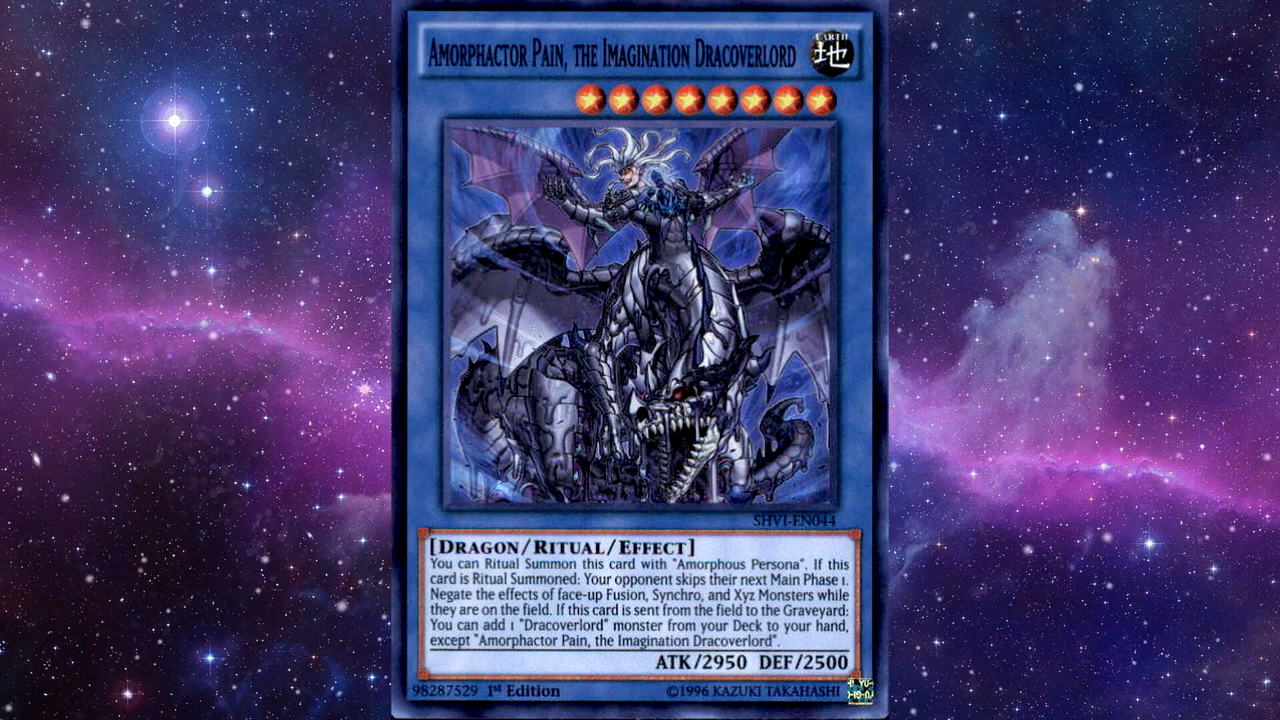 AMORPHACTOR PAIN, THE IMAGINATION DRACOVERLORD
EARTH
地
SHVI-EN044
[DRAGON/RITUAL/EFFECT]
You can Ritual Summon this card with "Amorphous Persona". If this
card is Ritual Summoned: Your opponent skips their next Main Phase 1.
Negate the effects of face-up Fusion, Synchro, and Xyz Monsters while
they are on the field. If this card is sent from the field to the Graveyard:
You can add 1 "Dracoverlord" monster from your Deck to your hand,
except "Amorphactor Pain, the Imagination Dracoverlord".
ATK/2950 DEF/2500
98287529 1st Edition ©1996 KAZUKI TAKAHASHI